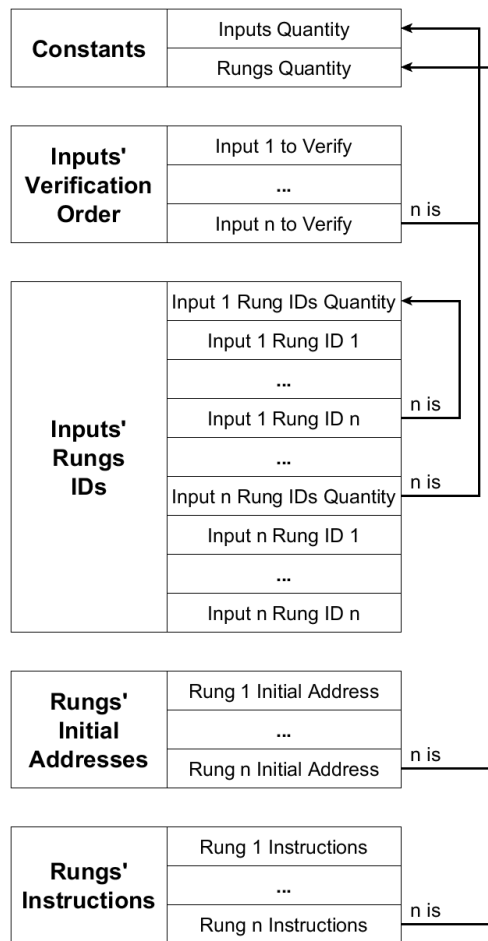 Constants
Inputs Quantity
Rungs Quantity
Inputs'
Verification
Order
Input 1 to Verify
...
Input n to Verify
n is
Inputs'
Rungs
IDs
Input 1 Rung IDs Quantity
Input 1 Rung ID 1
...
Input 1 Rung ID n
n is
...
Input n Rung IDs Quantity
n is
Input n Rung ID 1
...
Input n Rung ID n
Rungs'
Initial
Addresses
Rung 1 Initial Address
...
Rung n Initial Address
n is
Rungs'
Instructions
Rung 1 Instructions
...
Rung n Instructions
n is